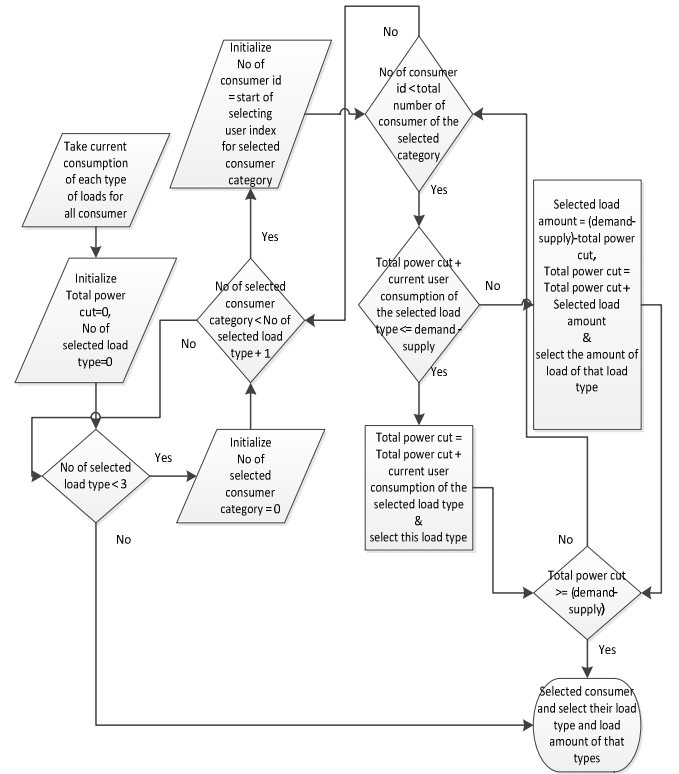 Take current
consumption
of each type
of loads for
all consumer
Initialize
Total power
cut=0,
No of
selected load
type=0
No of selected
load type < 3
Yes
No
Initialize
No of
selected
consumer
category = 0
No of selected
consumer
category < No of
selected load
type + 1
Yes
No
Initialize
No of
consumer id
= start of
selecting
user index
for selected
consumer
category
No of consumer
id < total
number of
consumer of the
selected
category
No
Yes
Total power cut +
current user
consumption of
the selected load
type <= demand-
supply
No
Yes
Total power cut =
Total power cut +
current user
consumption of the
selected load type
&
select this load type
Selected load
amount = (demand-
supply)-total power
cut,
Total power cut =
Total power cut +
Selected load
amount
&
select the amount of
load of that load
type
Total power cut
>= (demand-
supply)
No
Yes
Selected consumer
and select their load
type and load
amount of that
types